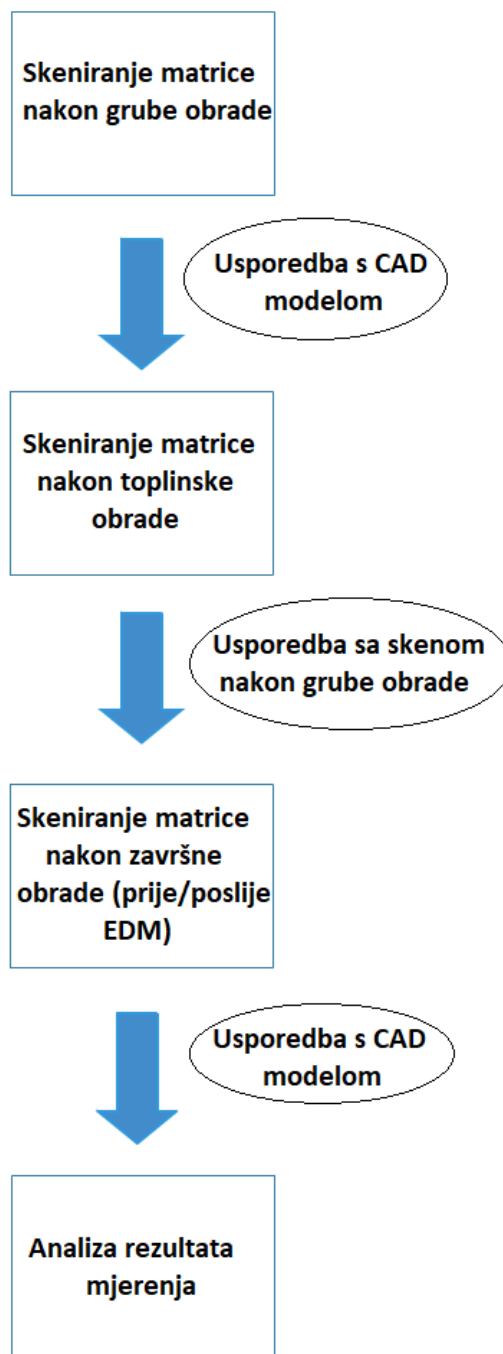 Skeniranje matrice
nakon grube obrade
Usporedba s CAD
modelom
Skeniranje matrice
nakon toplinske
obrade
Usporedba sa skenom
nakon grube obrade
Skeniranje matrice
nakon završne
obrade (prije/poslije
EDM)
Usporedba s CAD
modelom
Analiza rezultata
mjerenja